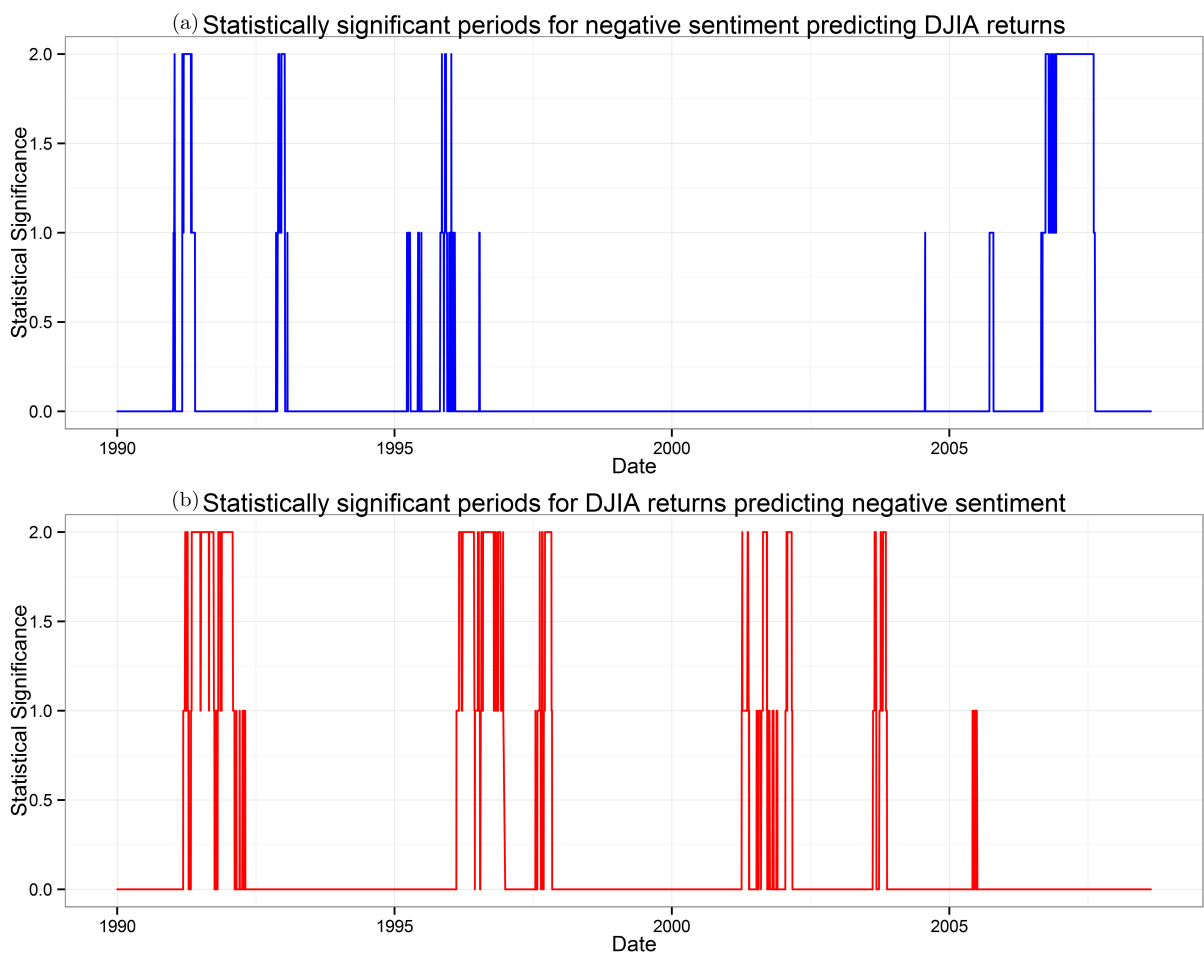 (a) Statistically significant periods for negative sentiment predicting DJIA returns
Statistical Significance
2.0
1.5
1.0
0.5
0.0
1990 1995 2000 2005
Date
(b) Statistically significant periods for DJIA returns predicting negative sentiment
Statistical Significance
2.0
1.5
1.0
0.5
0.0
1990 1995 2000 2005
Date